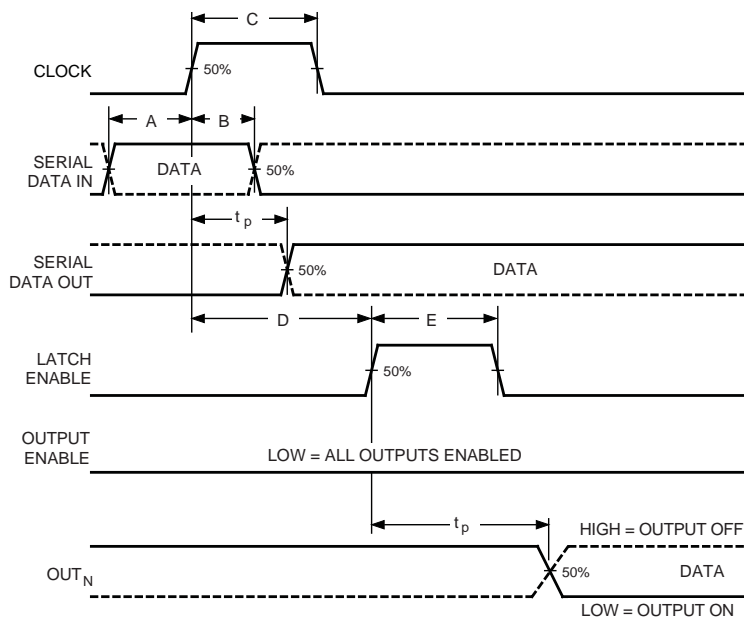 C
CLOCK
50%
A
B
SERIAL
DATA IN
DATA
50%
t p
SERIAL
DATA OUT
50%
DATA
D
E
LATCH
ENABLE
50%
OUTPUT
ENABLE
LOW = ALL OUTPUTS ENABLED
t p
HIGH = OUTPUT OFF
OUT N
50%
DATA
LOW = OUTPUT ON